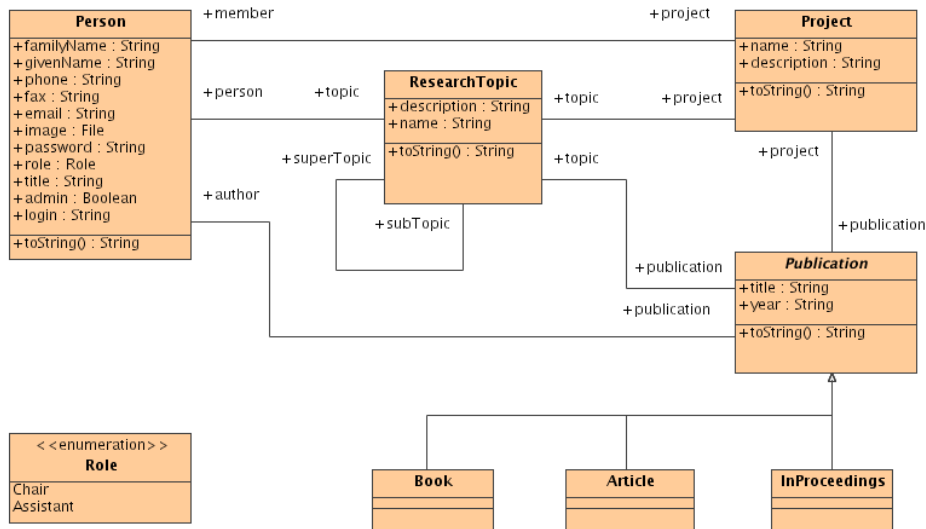 Person
+familyName : String
+givenName : String
+phone : String
+fax : String
+email : String
+image : File
+password : String
+role : Role
+title : String
+admin : Boolean
+login : String
+toString() : String
+member
+project
Project
+name : String
+description : String
+toString() : String
+person
+topic
ResearchTopic
+description : String
+name : String
+toString() : String
+topic
+project
+superTopic
+subTopic
+topic
+project
+author
+publication
+publication
+publication
Publication
+title : String
+year : String
+toString() : String
<<enumeration>>
Role
Chair
Assistant
Book
Article
InProceedings